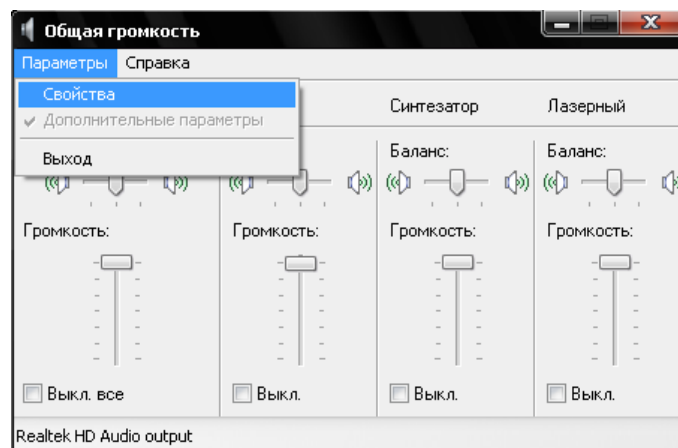 Общая громкость
Параметры Справка
Свойства
Дополнительные параметры
Выход
Синтезатор Лазерный
Баланс: Баланс:
Громкость: Громкость: Громкость: Громкость:
Выкл. все Выкл. Выкл. Выкл.
Realtek HD Audio output